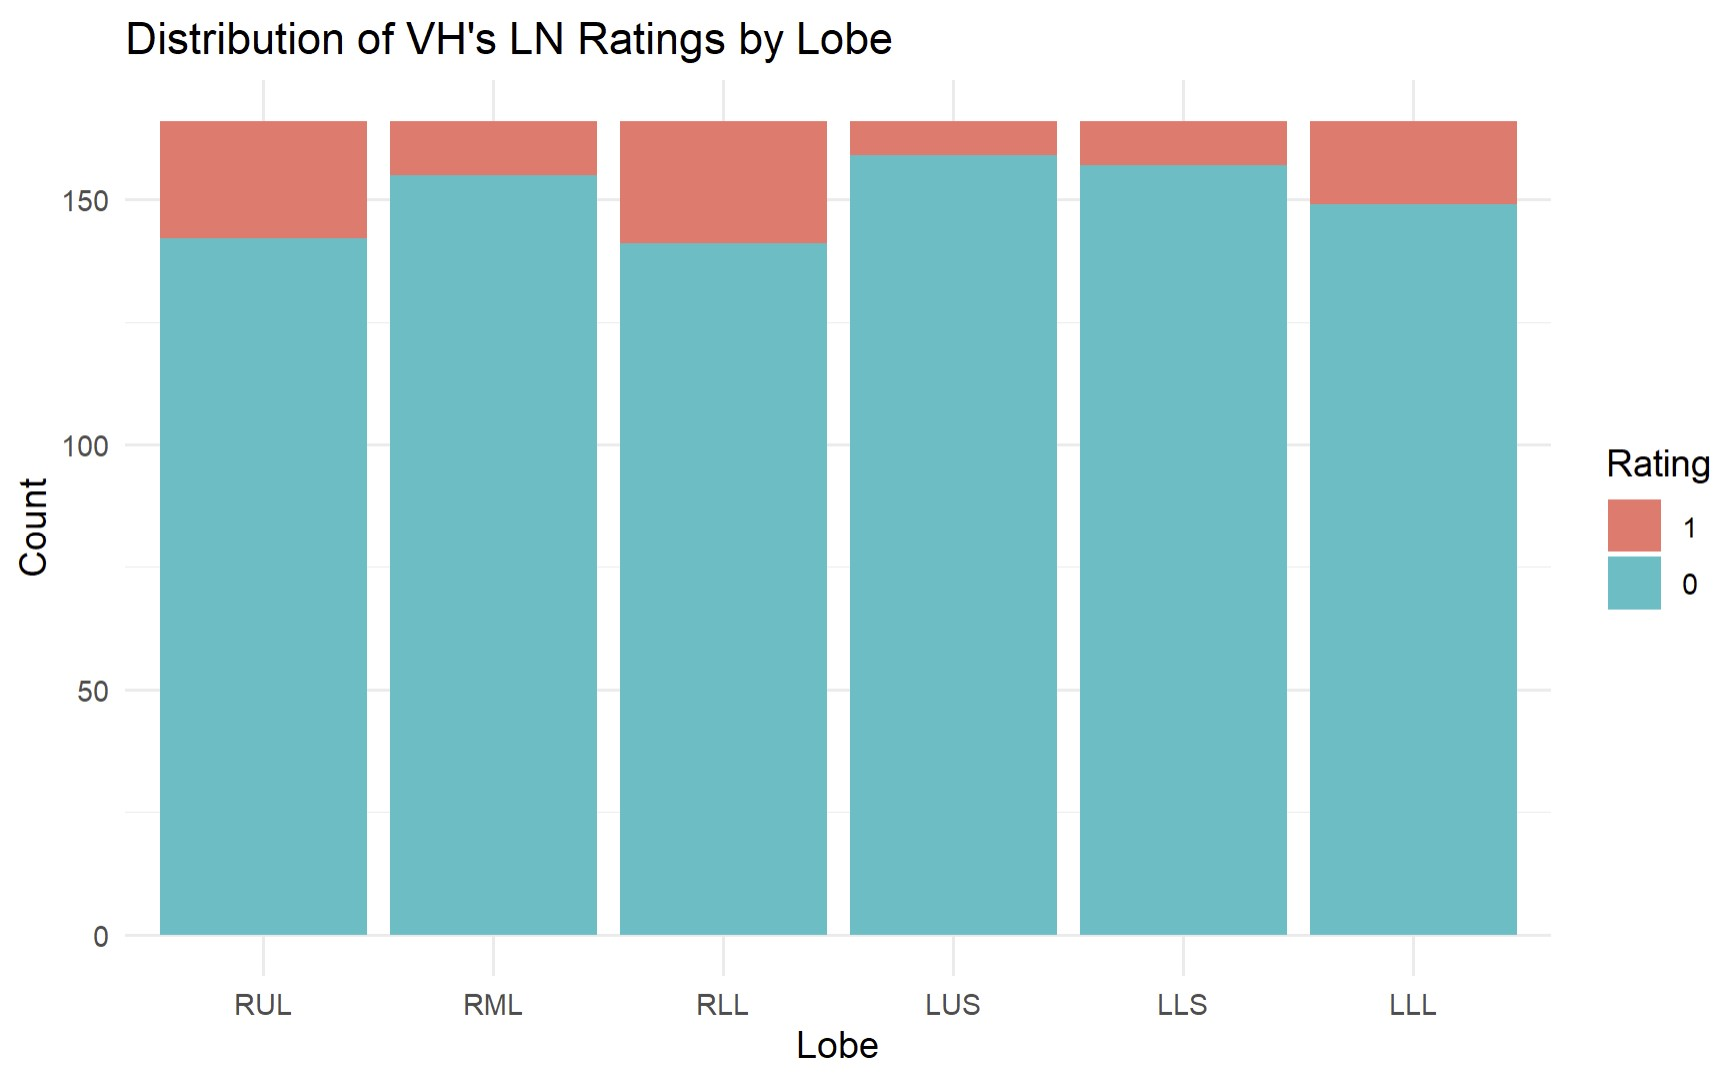 Distribution of VH's LN Ratings by Lobe
150
100
50
0
Count
RUL RML RLL LUS LLS LLL
Lobe
Rating
1
0